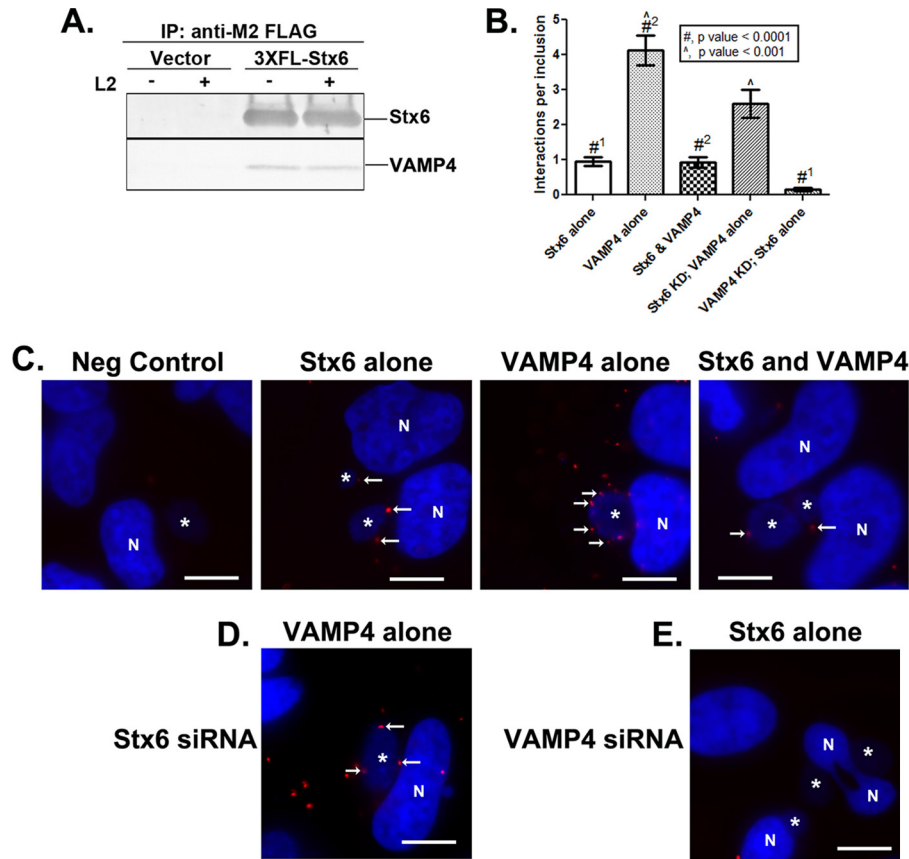 A.
IP: anti-M2 FLAG
Vector 3XFL-Stx6
L2 - + - +
Stx6
VAMP4
B.
Interactions per inclusion
5
4
3
2
1
0
#1
^
#2
#2
^
#1
#, p value < 0.0001
^, p value < 0.001
Stx6 alone
VAMP4 alone
Stx6 & VAMP4
Stx6 KD; VAMP4 alone
VAMP4 KD; Stx6 alone
C.
Neg Control
Stx6 alone
VAMP4 alone
Stx6 and VAMP4
N *
N * * N
* N
N * * N
D.
VAMP4 alone
Stx6 siRNA
* N
E.
Stx6 alone
VAMP4 siRNA
N * * N * N